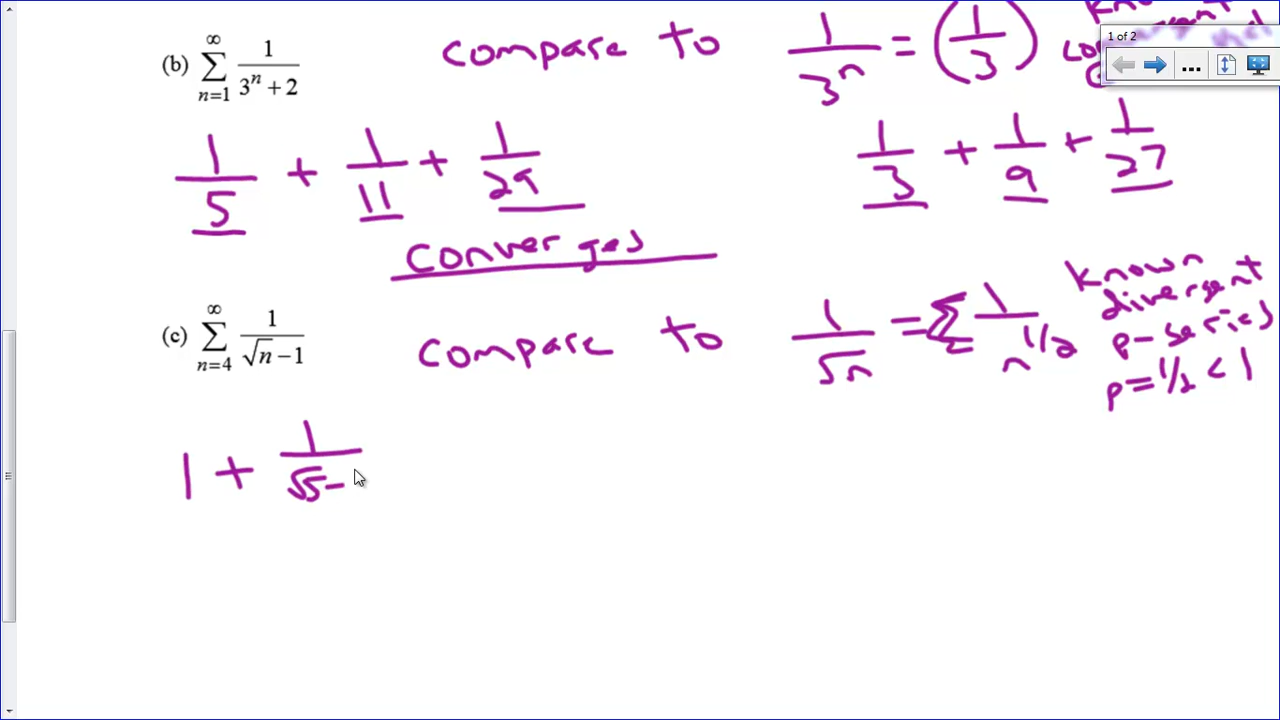 1 of 2
(b) ∞ ∑ n=1 1/(3ⁿ + 2) compare to 1/3ⁿ = (1/3)
1/5 + 1/11 + 1/29 1/3 + 1/9 + 1/27
converges
(c) ∞ ∑ n=4 1/(√n − 1) compare to 1/√n = ∑ 1/n^1/2 known
divergent
p-series
p = 1/2 < 1
1 + 1/(√5 −